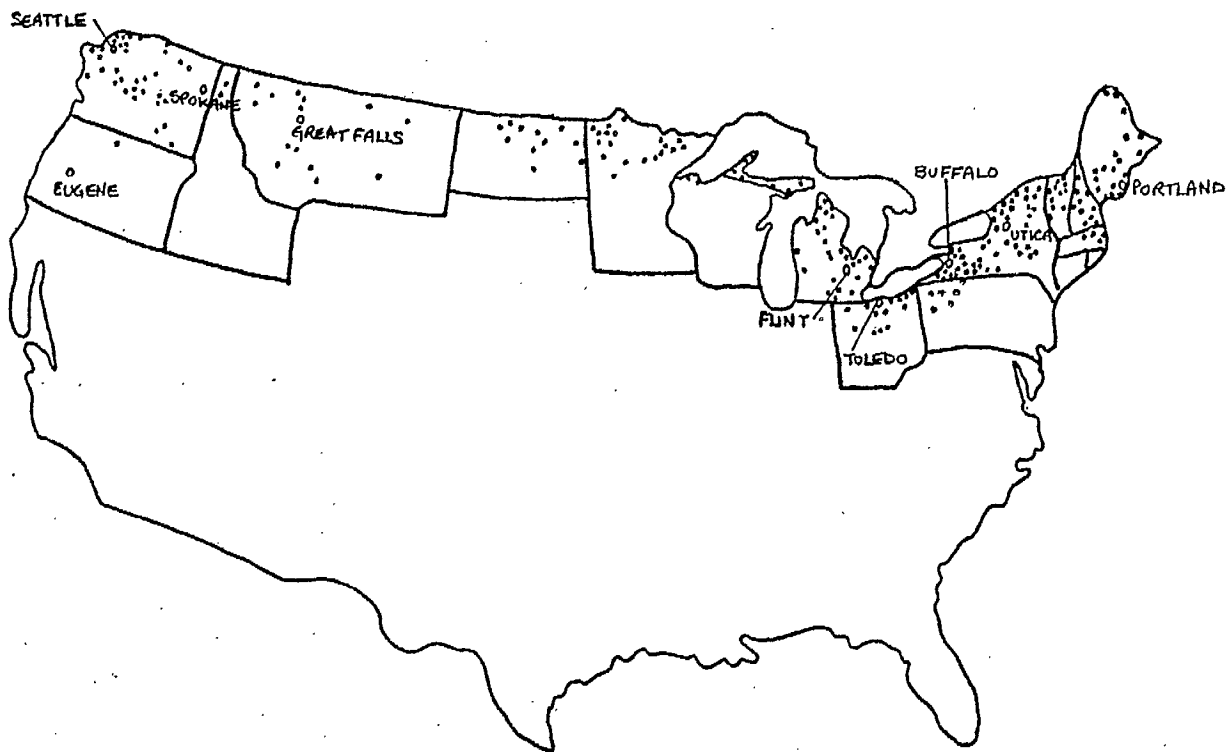 SEATTLE
SPOKANE
GREAT FALLS
EUGENE
BUFFALO
PORTLAND
UTICA
FLINT
TOLEDO